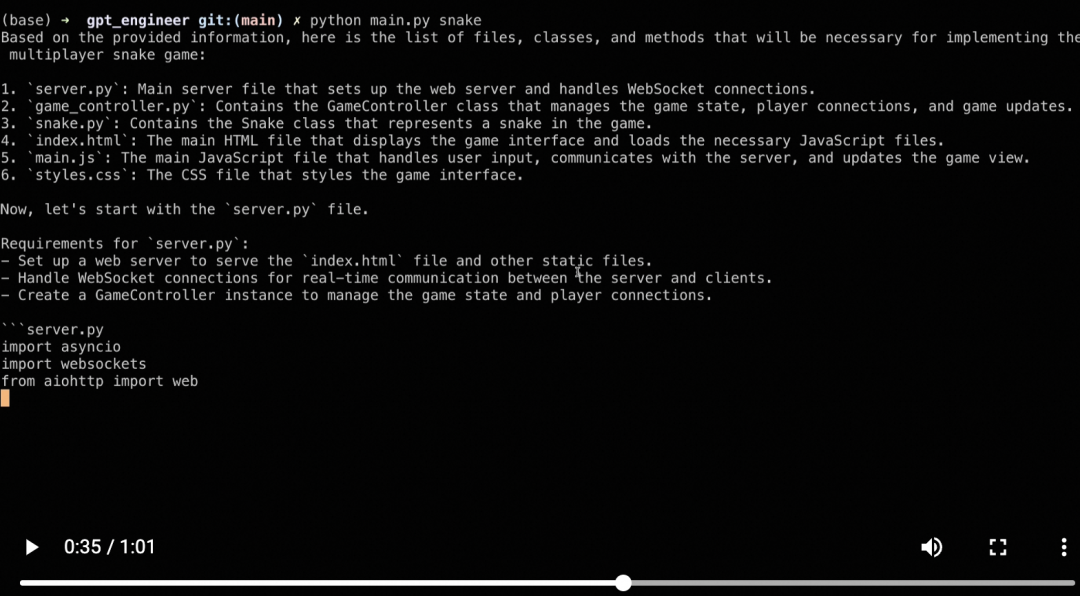 (base) → gpt_engineer git:(main) ✗ python main.py snake
Based on the provided information, here is the list of files, classes, and methods that will be necessary for implementing the
 multiplayer snake game:
1. `server.py`: Main server file that sets up the web server and handles WebSocket connections.
2. `game_controller.py`: Contains the GameController class that manages the game state, player connections, and game updates.
3. `snake.py`: Contains the Snake class that represents a snake in the game.
4. `index.html`: The main HTML file that displays the game interface and loads the necessary JavaScript files.
5. `main.js`: The main JavaScript file that handles user input, communicates with the server, and updates the game view.
6. `styles.css`: The CSS file that styles the game interface.
Now, let's start with the `server.py` file.
Requirements for `server.py`:
- Set up a web server to serve the `index.html` file and other static files.
- Handle WebSocket connections for real-time communication between the server and clients.
- Create a GameController instance to manage the game state and player connections.
```server.py
import asyncio
import websockets
from aiohttp import web
0:35 / 1:01